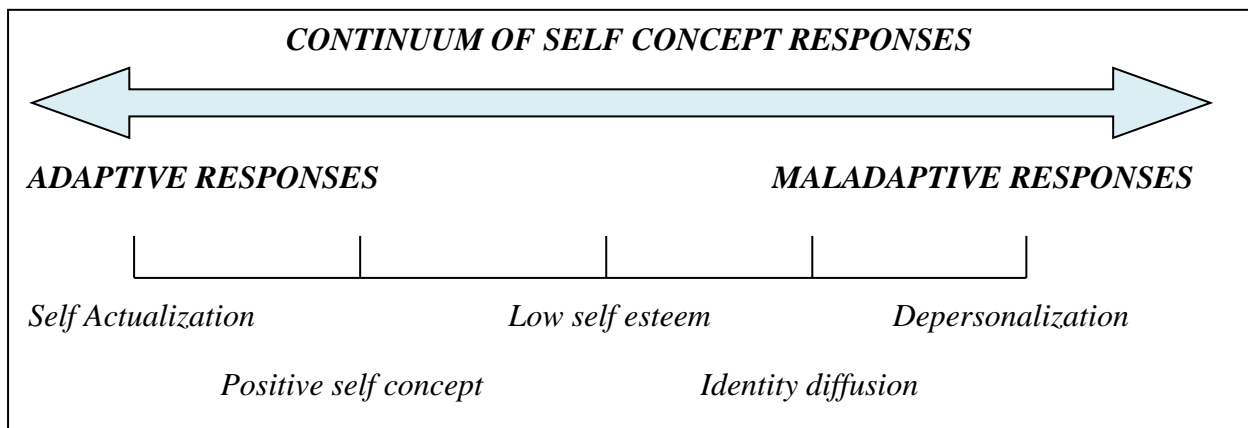 CONTINUUM OF SELF CONCEPT RESPONSES
ADAPTIVE RESPONSES MALADAPTIVE RESPONSES
Self Actualization Low self esteem Depersonalization
Positive self concept Identity diffusion